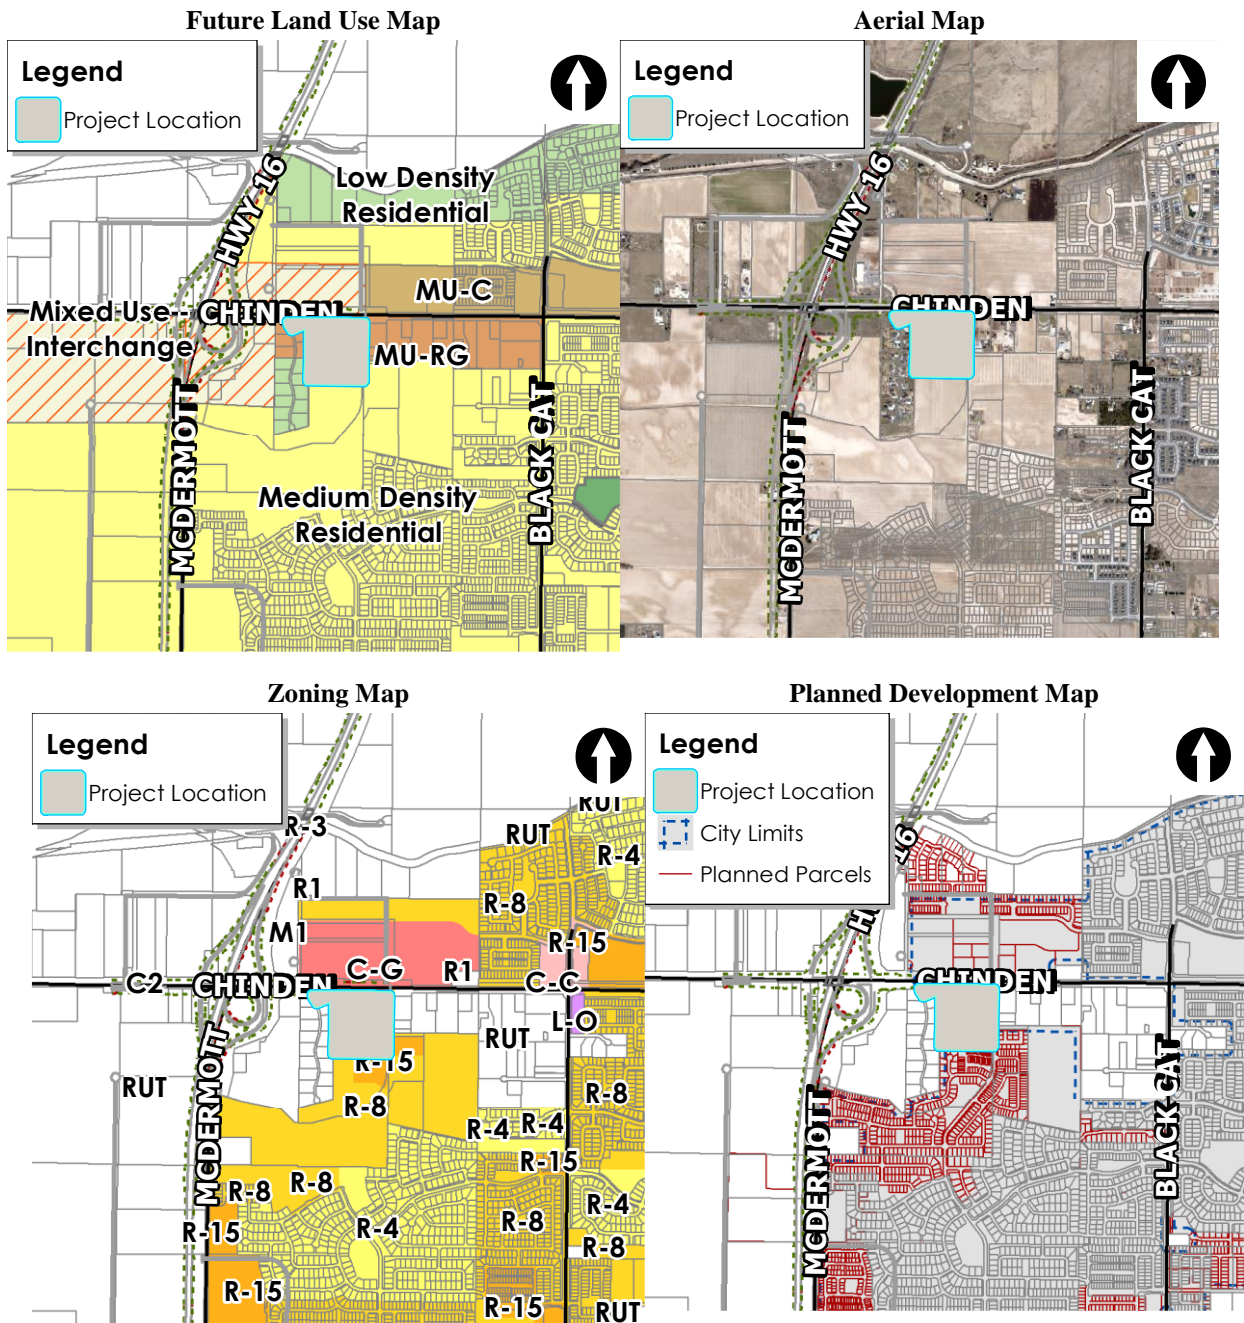 Future Land Use Map
Legend
Project Location
HWY 16
Low Density
Residential
MU-C
Mixed Use--
Interchange
CHINDEN
MU-RG
MCDERMOTT
BLACK CAT
Medium Density
Residential
Aerial Map
Legend
Project Location
HWY 16
CHINDEN
MCDERMOTT
BLACK CAT
Zoning Map
Legend
Project Location
RUT
R-3
RUT
R-4
R1
R-8
M1
R-15
C-G
R1
C2
CHINDEN
C-C
L-O
RUT
MCDERMOTT
R-15
RUT
R-8
R-8
R-4
R-4
R-15
R-8
R-8
R-4
R-15
R-4
R-8
R-8
R-15
R-15
RUT
Planned Development Map
Legend
Project Location
City Limits
Planned Parcels
16
CHINDEN
MCDERMOTT
BLACK CAT